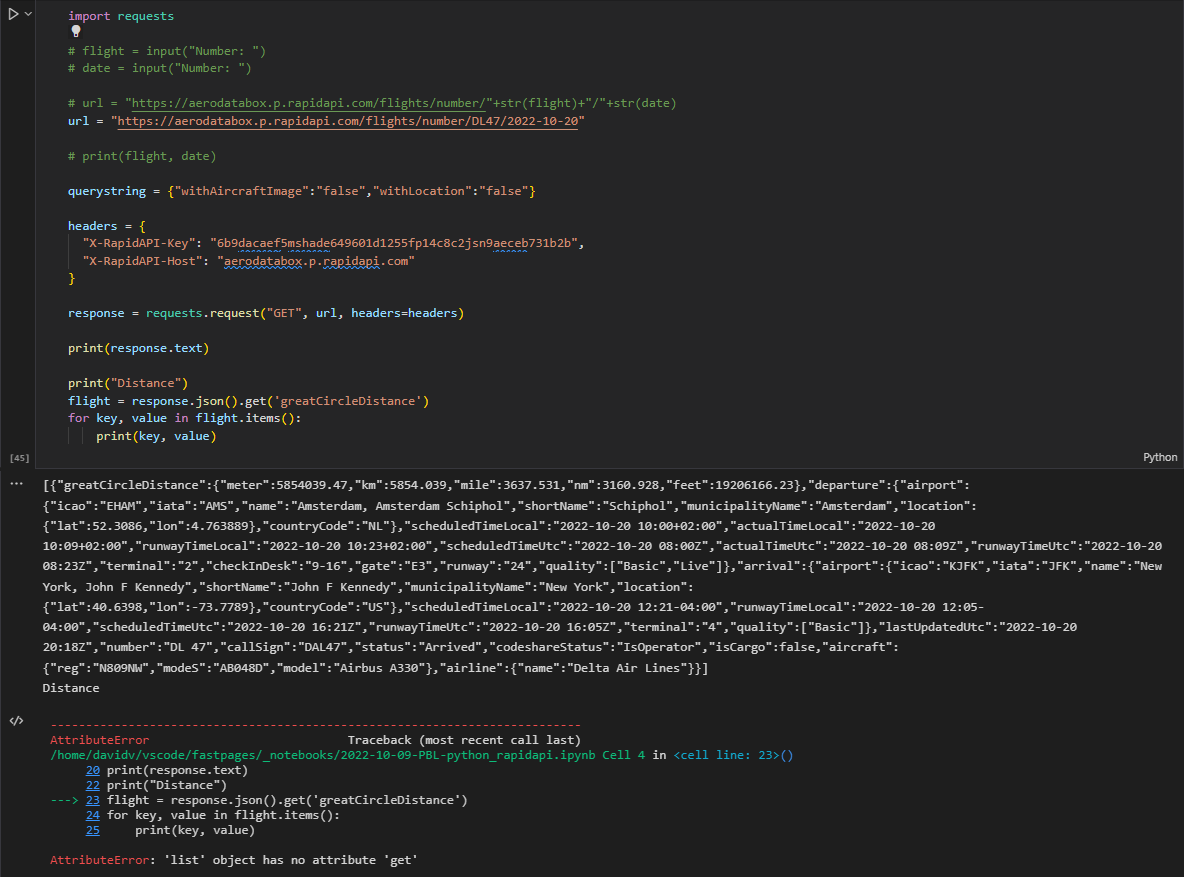 import requests
# flight = input("Number: ")
# date = input("Number: ")
# url = "https://aerodatabox.p.rapidapi.com/flights/number/"+str(flight)+"/"+str(date)
url = "https://aerodatabox.p.rapidapi.com/flights/number/DL47/2022-10-20"
# print(flight, date)
querystring = {"withAircraftImage":"false","withLocation":"false"}
headers = {
"X-RapidAPI-Key": "6b9dacaef5mshade649601d1255fp14c8c2jsn9aeceb731b2b",
"X-RapidAPI-Host": "aerodatabox.p.rapidapi.com"
}
response = requests.request("GET", url, headers=headers)
print(response.text)
print("Distance")
flight = response.json().get('greatCircleDistance')
for key, value in flight.items():
print(key, value)
[45]
Python
[{"greatCircleDistance":{"meter":5854039.47,"km":5854.039,"mile":3637.531,"nm":3160.928,"feet":19206166.23},"departure":{"airport":
{"icao":"EHAM","iata":"AMS","name":"Amsterdam, Amsterdam Schiphol","shortName":"Schiphol","municipalityName":"Amsterdam","location":
{"lat":52.3086,"lon":4.763889},"countryCode":"NL"},"scheduledTimeLocal":"2022-10-20 10:00+02:00","actualTimeLocal":"2022-10-20
10:09+02:00","runwayTimeLocal":"2022-10-20 10:23+02:00","scheduledTimeUtc":"2022-10-20 08:00Z","actualTimeUtc":"2022-10-20 08:09Z","runwayTimeUtc":"2022-10-20
08:23Z","terminal":"2","checkInDesk":"9-16","gate":"E3","runway":"24","quality":["Basic","Live"]},"arrival":{"airport":{"icao":"KJFK","iata":"JFK","name":"New
York, John F Kennedy","shortName":"John F Kennedy","municipalityName":"New York","location":
{"lat":40.6398,"lon":-73.7789},"countryCode":"US"},"scheduledTimeLocal":"2022-10-20 12:21-04:00","runwayTimeLocal":"2022-10-20 12:05-
04:00","scheduledTimeUtc":"2022-10-20 16:21Z","runwayTimeUtc":"2022-10-20 16:05Z","terminal":"4","quality":["Basic"]},"lastUpdatedUtc":"2022-10-20
20:18Z","number":"DL 47","callSign":"DAL47","status":"Arrived","codeshareStatus":"IsOperator","isCargo":false,"aircraft":
{"reg":"N809NW","modeS":"AB048D","model":"Airbus A330"},"airline":{"name":"Delta Air Lines"}}]
Distance
---------------------------------------------------------------------------
AttributeError Traceback (most recent call last)
/home/davidv/vscode/fastpages/_notebooks/2022-10-09-PBL-python_rapidapi.ipynb Cell 4 in <cell line: 23>()
20 print(response.text)
22 print("Distance")
---> 23 flight = response.json().get('greatCircleDistance')
24 for key, value in flight.items():
25 print(key, value)
AttributeError: 'list' object has no attribute 'get'